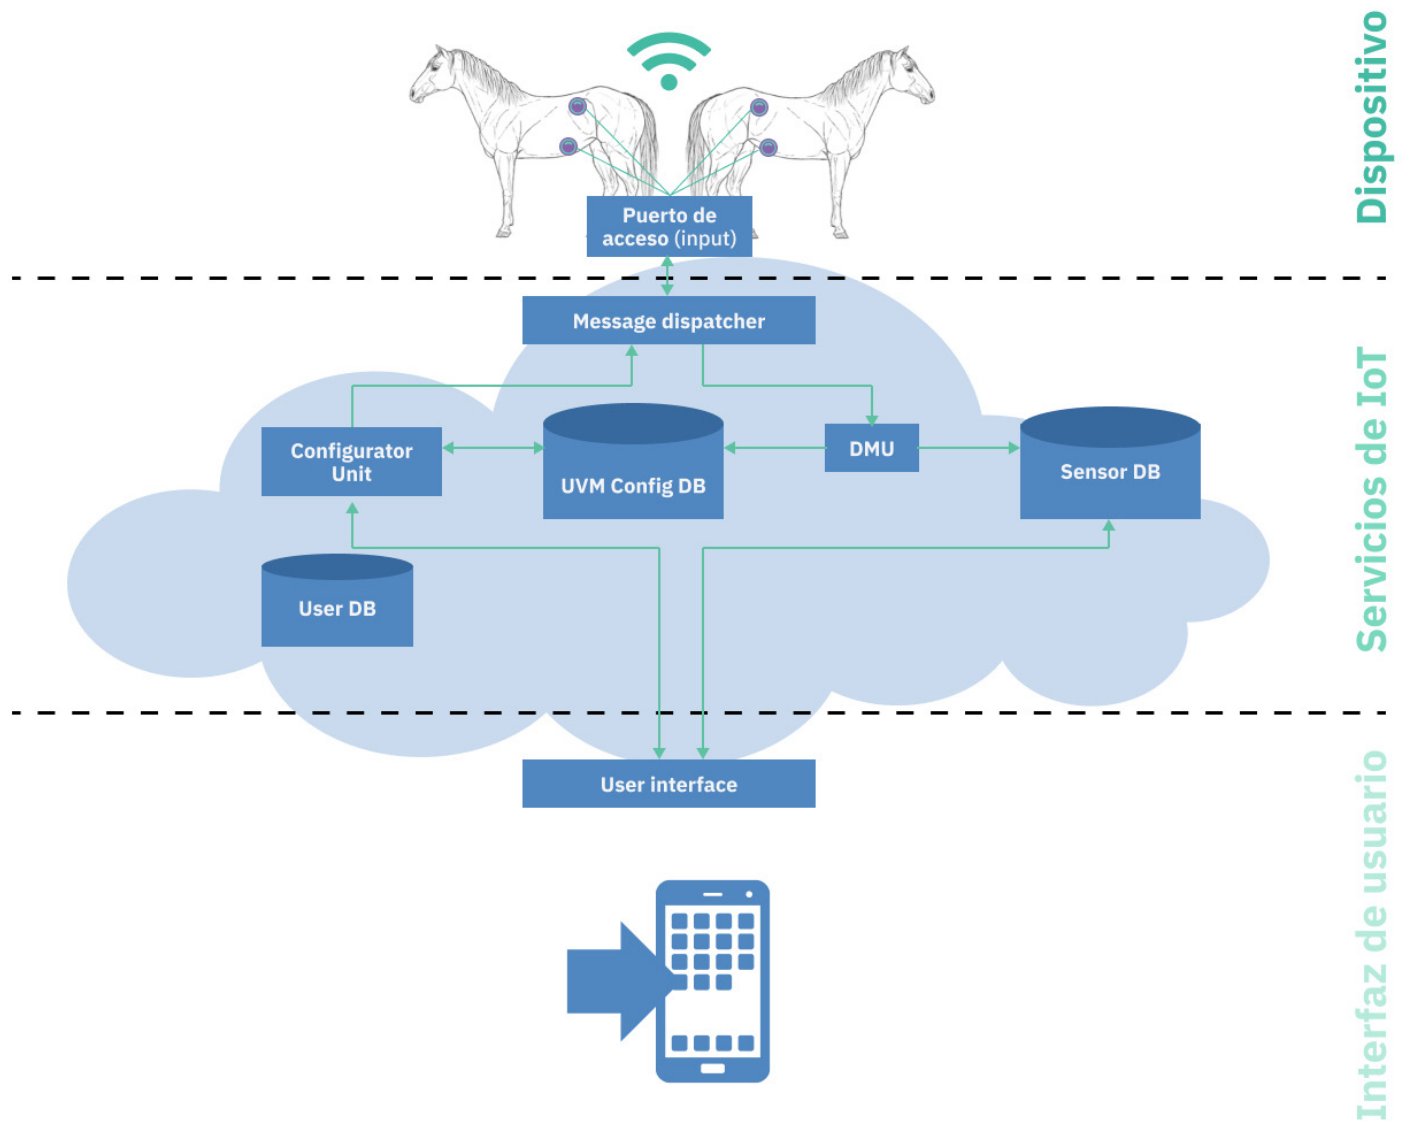 Dispositivo
Puerto de
acceso (input)
Message dispatcher
Servicios de IoT
Configurator
Unit
UVM Config DB
DMU
Sensor DB
User DB
User interface
Interfaz de usuario